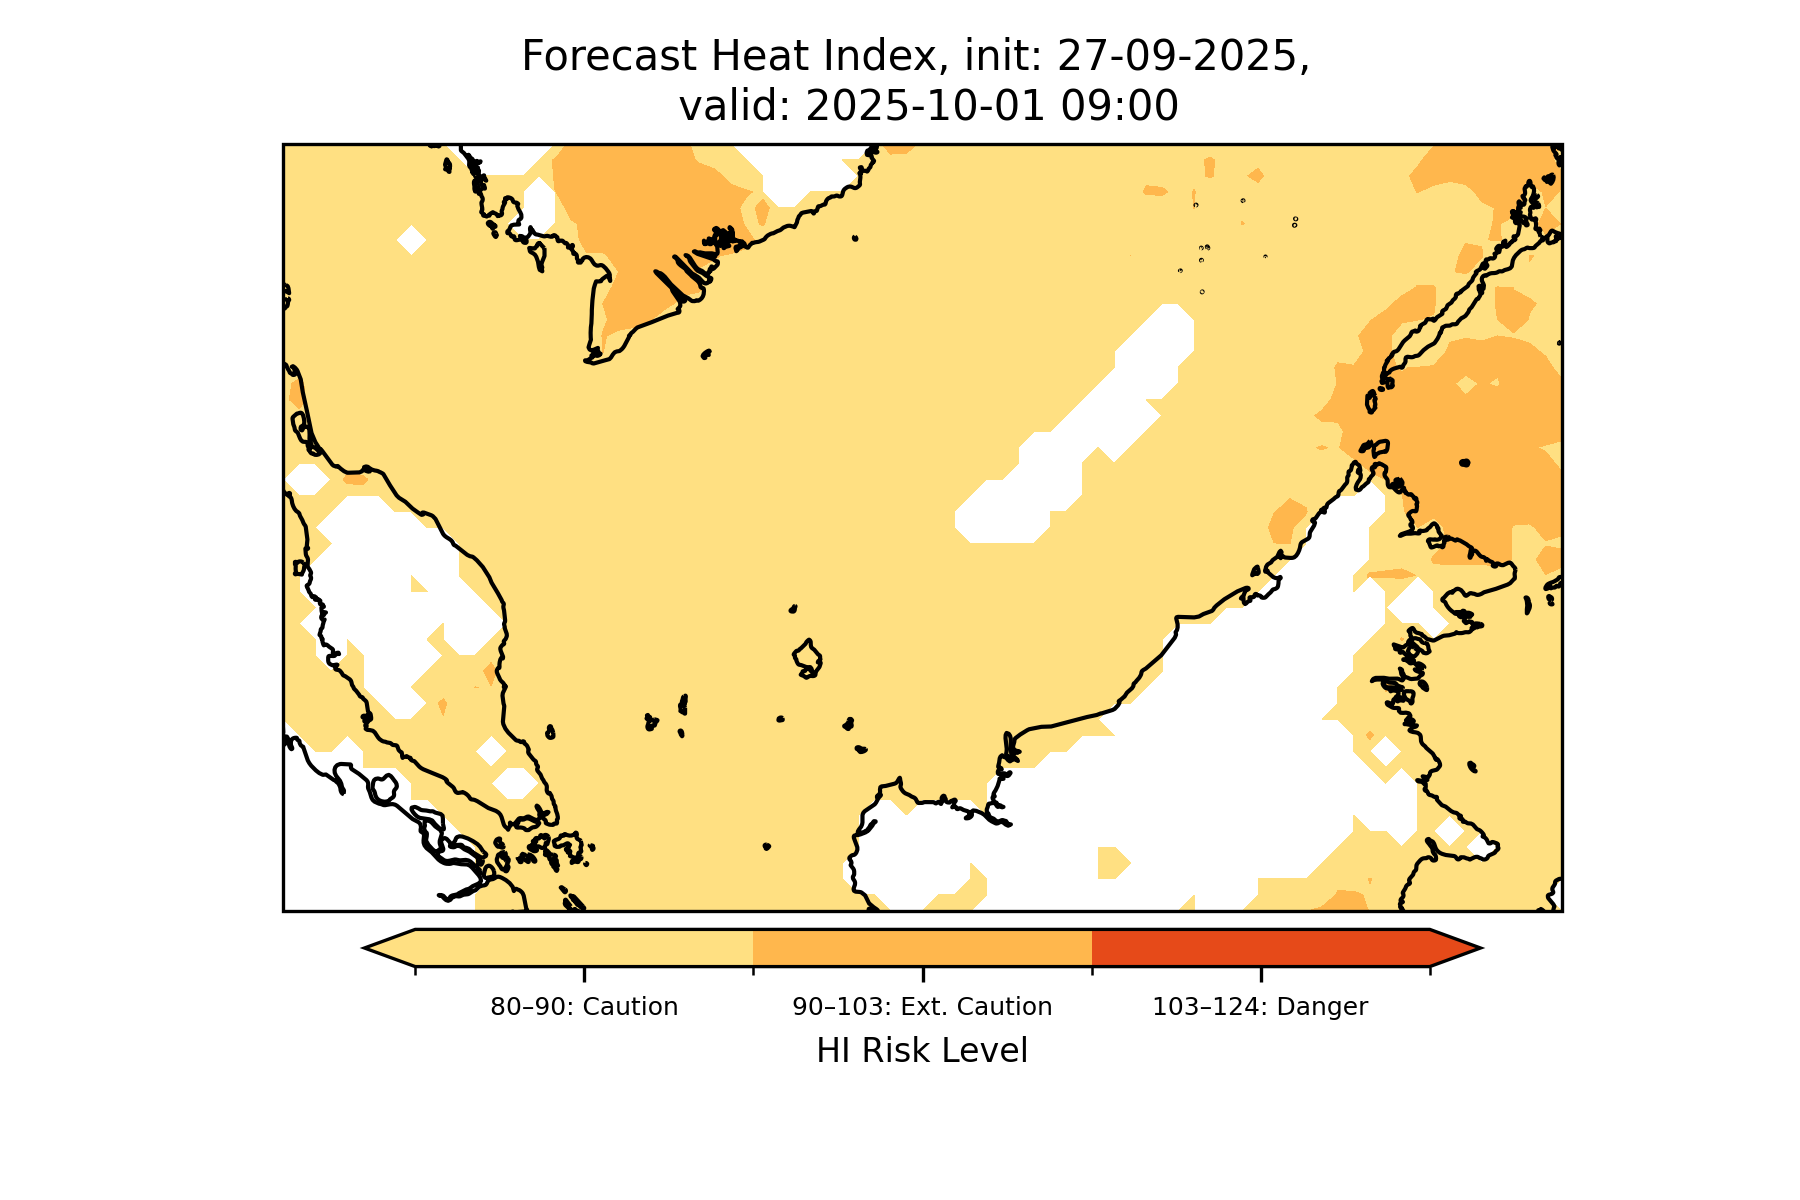 Forecast Heat Index, init: 27-09-2025,
valid: 2025-10-01 09:00
80–90: Caution
90–103: Ext. Caution
103–124: Danger
HI Risk Level